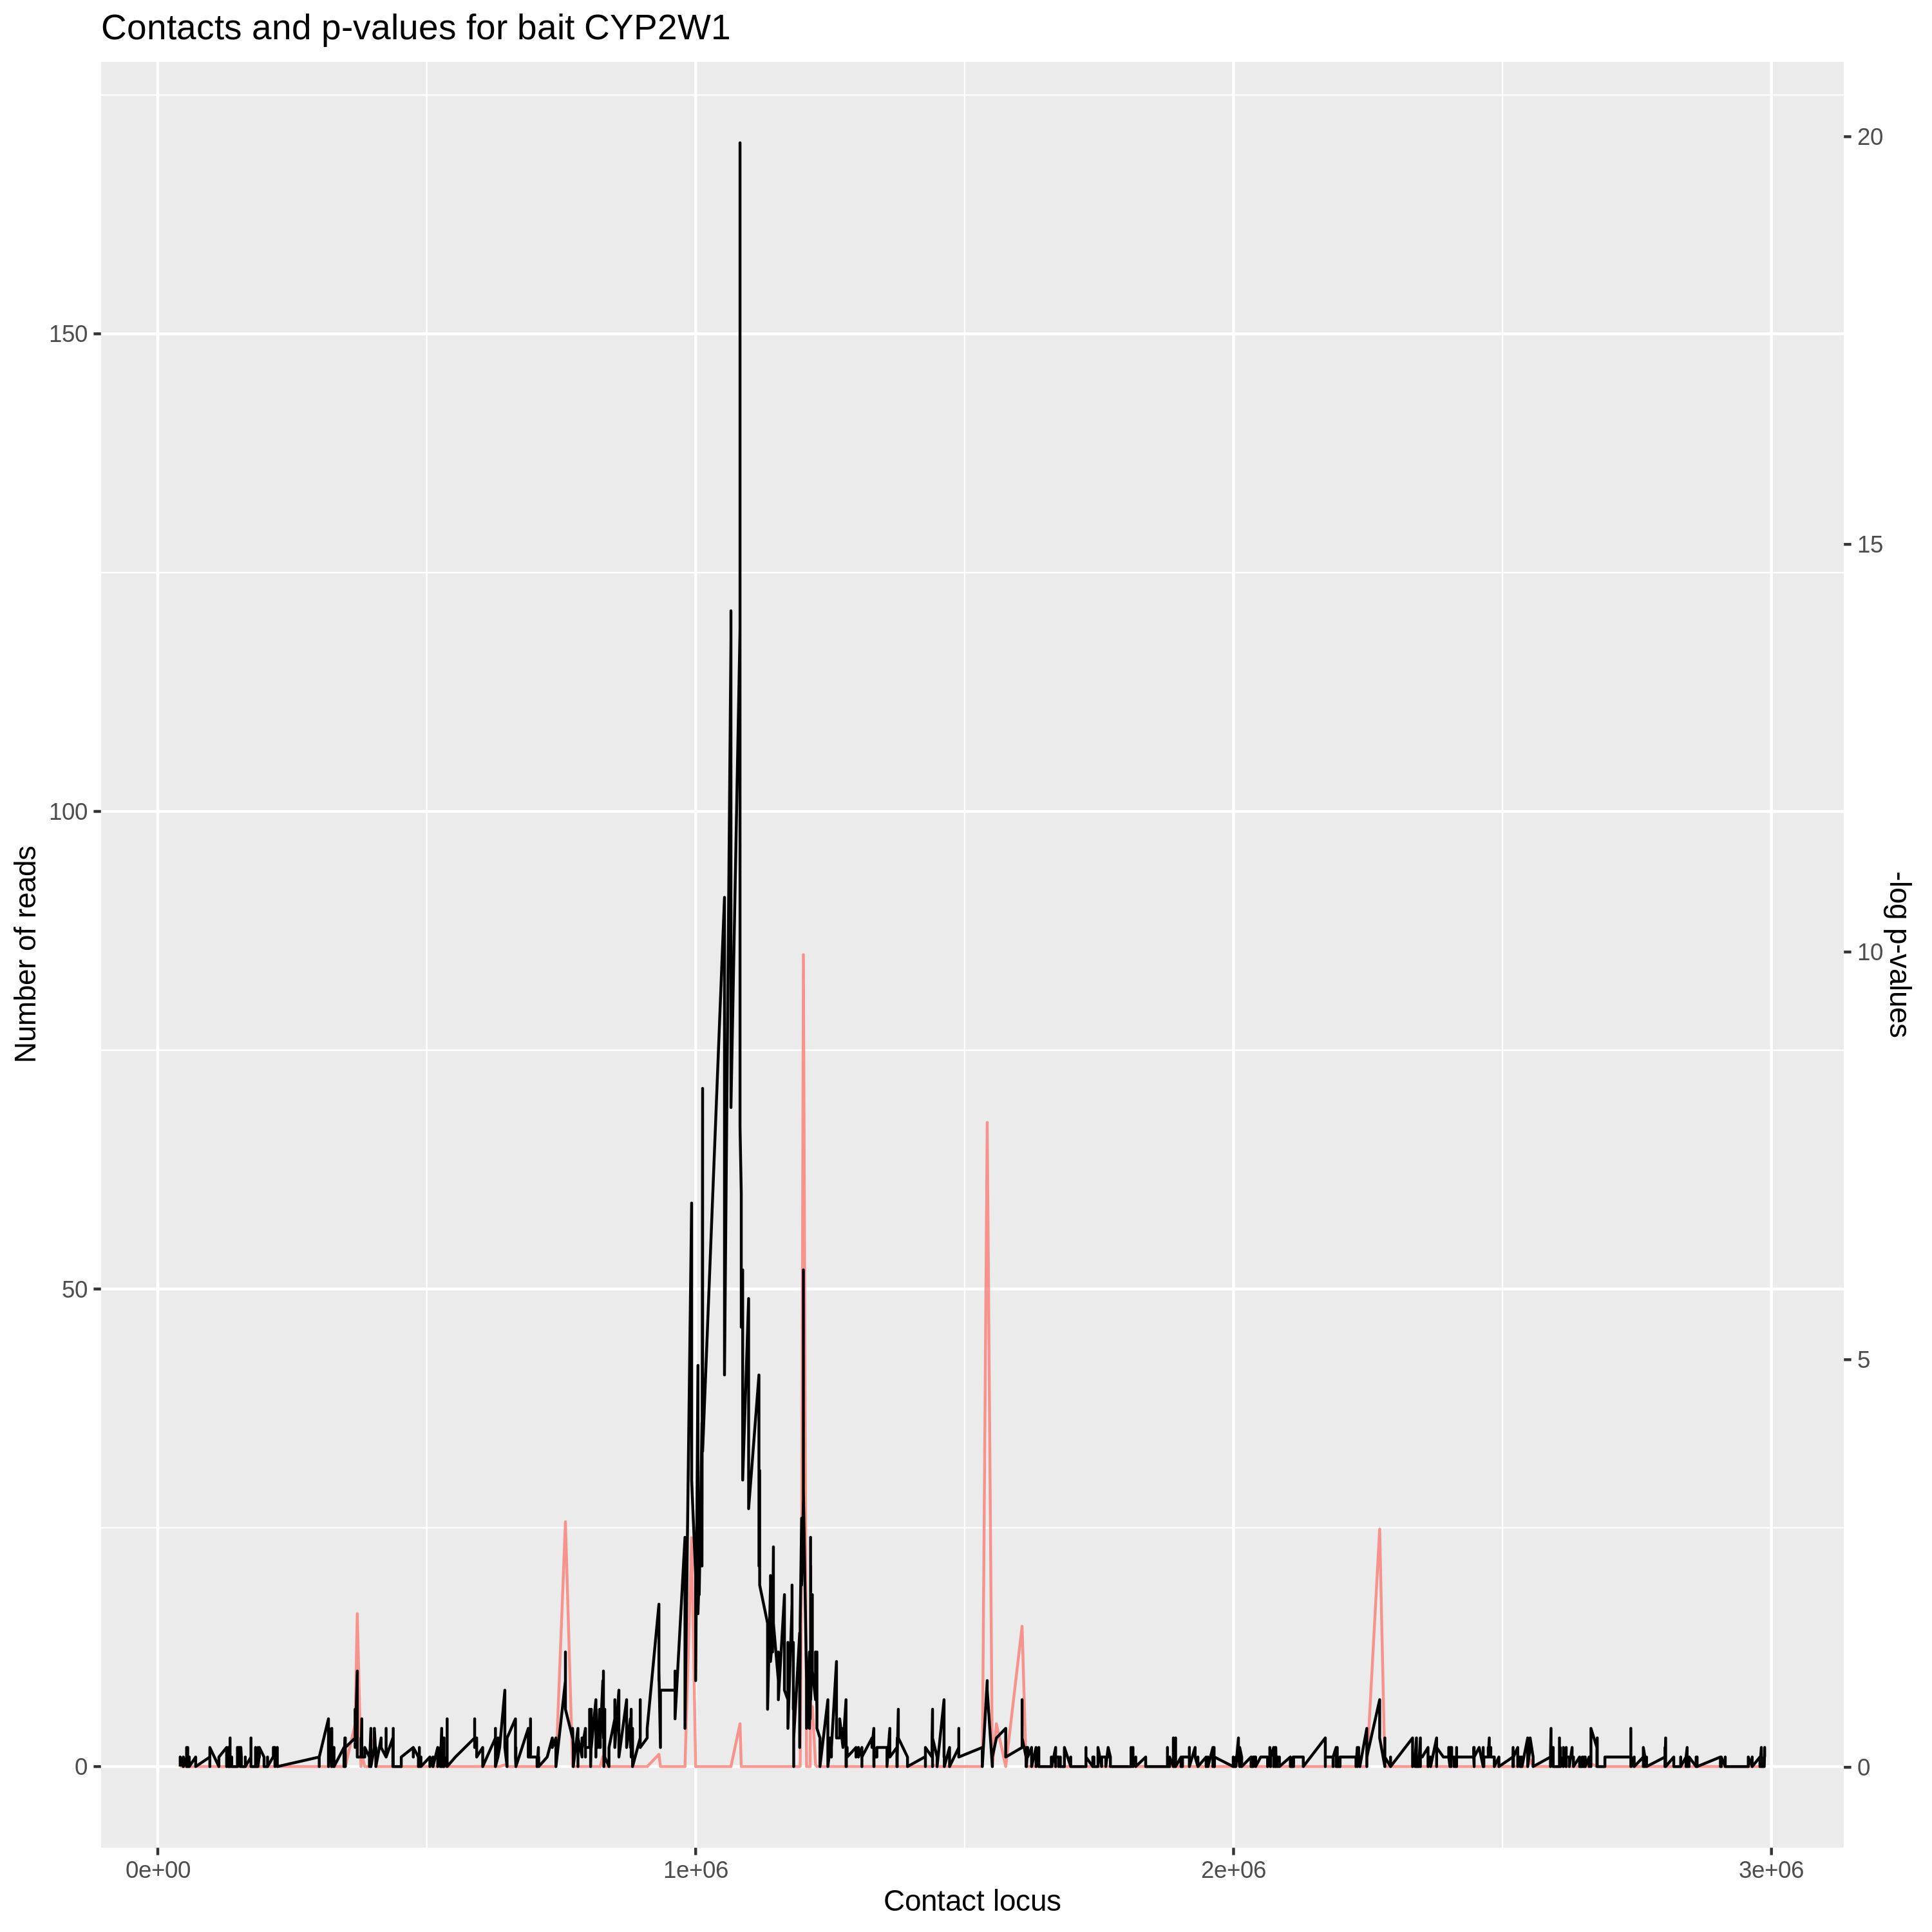 Contacts and p-values for bait CYP2W1
Number of reads
150
100
50
0
20
15
10
5
0
-log p-values
0e+00
1e+06
2e+06
3e+06
Contact locus